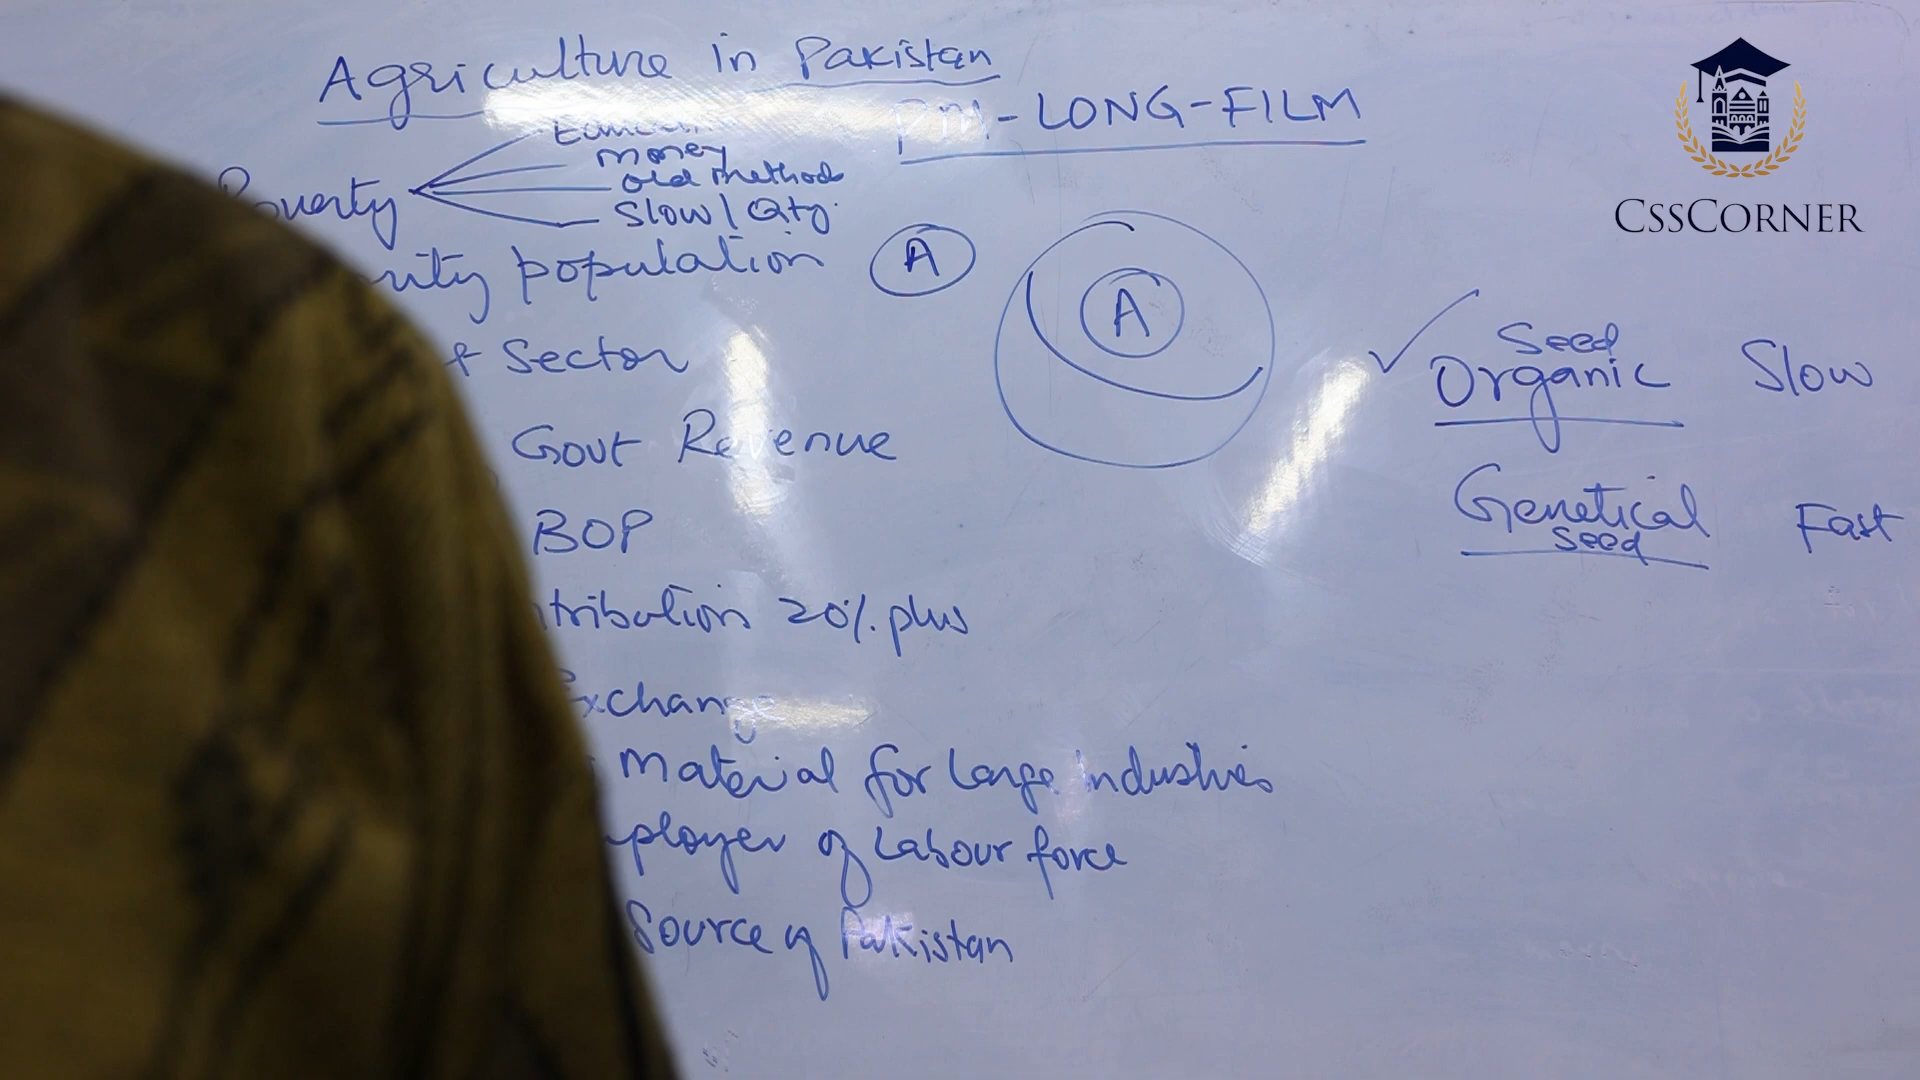 Agriculture in Pakistan
PM-LONG-FILM
money
Poverty
old methods
Slow / Qty.
population
A
A
Sector
Govt Revenue
BOP
tribution 20% plus
Exchange
material for Large Industries
ployer of Labour force
Source of Pakistan
Seed
Organic Slow
Genetical Fast
Seed
CSSCORNER